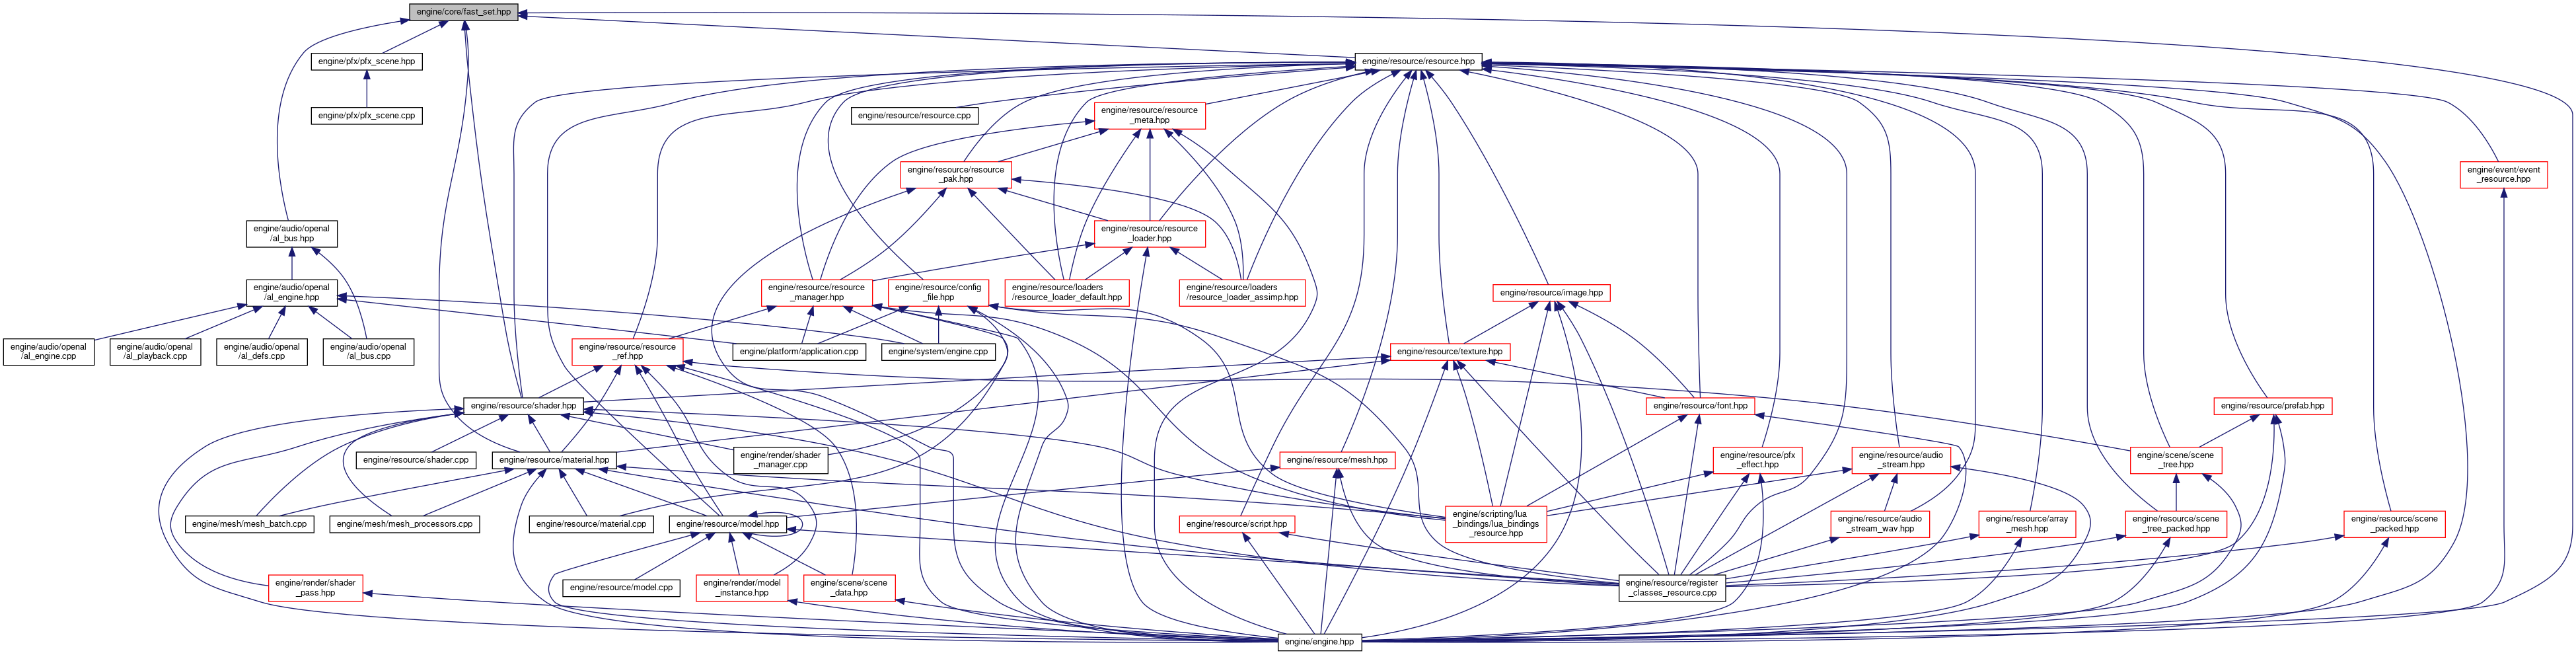 engine/core/fast_set.hpp
engine/pfx/pfx_scene.hpp
engine/resource/resource.hpp
engine/pfx/pfx_scene.cpp
engine/resource/resource.cpp
engine/resource/resource
_meta.hpp
engine/resource/resource
_pak.hpp
engine/event/event
_resource.hpp
engine/audio/openal
/al_bus.hpp
engine/resource/resource
_loader.hpp
engine/audio/openal
/al_engine.hpp
engine/resource/resource
_manager.hpp
engine/resource/config
_file.hpp
engine/resource/loaders
/resource_loader_default.hpp
engine/resource/loaders
/resource_loader_assimp.hpp
engine/resource/image.hpp
engine/audio/openal
/al_engine.cpp
engine/audio/openal
/al_playback.cpp
engine/audio/openal
/al_defs.cpp
engine/audio/openal
/al_bus.cpp
engine/resource/resource
_ref.hpp
engine/platform/application.cpp
engine/system/engine.cpp
engine/resource/texture.hpp
engine/resource/shader.hpp
engine/resource/font.hpp
engine/resource/prefab.hpp
engine/resource/shader.cpp
engine/resource/material.hpp
engine/render/shader
_manager.cpp
engine/resource/mesh.hpp
engine/resource/pfx
_effect.hpp
engine/resource/audio
_stream.hpp
engine/scene/scene
_tree.hpp
engine/mesh/mesh_batch.cpp
engine/mesh/mesh_processors.cpp
engine/resource/material.cpp
engine/resource/model.hpp
engine/resource/script.hpp
engine/scripting/lua
_bindings/lua_bindings
_resource.hpp
engine/resource/audio
_stream_wav.hpp
engine/resource/array
_mesh.hpp
engine/resource/scene
_tree_packed.hpp
engine/resource/scene
_packed.hpp
engine/render/shader
_pass.hpp
engine/resource/model.cpp
engine/render/model
_instance.hpp
engine/scene/scene
_data.hpp
engine/resource/register
_classes_resource.cpp
engine/engine.hpp